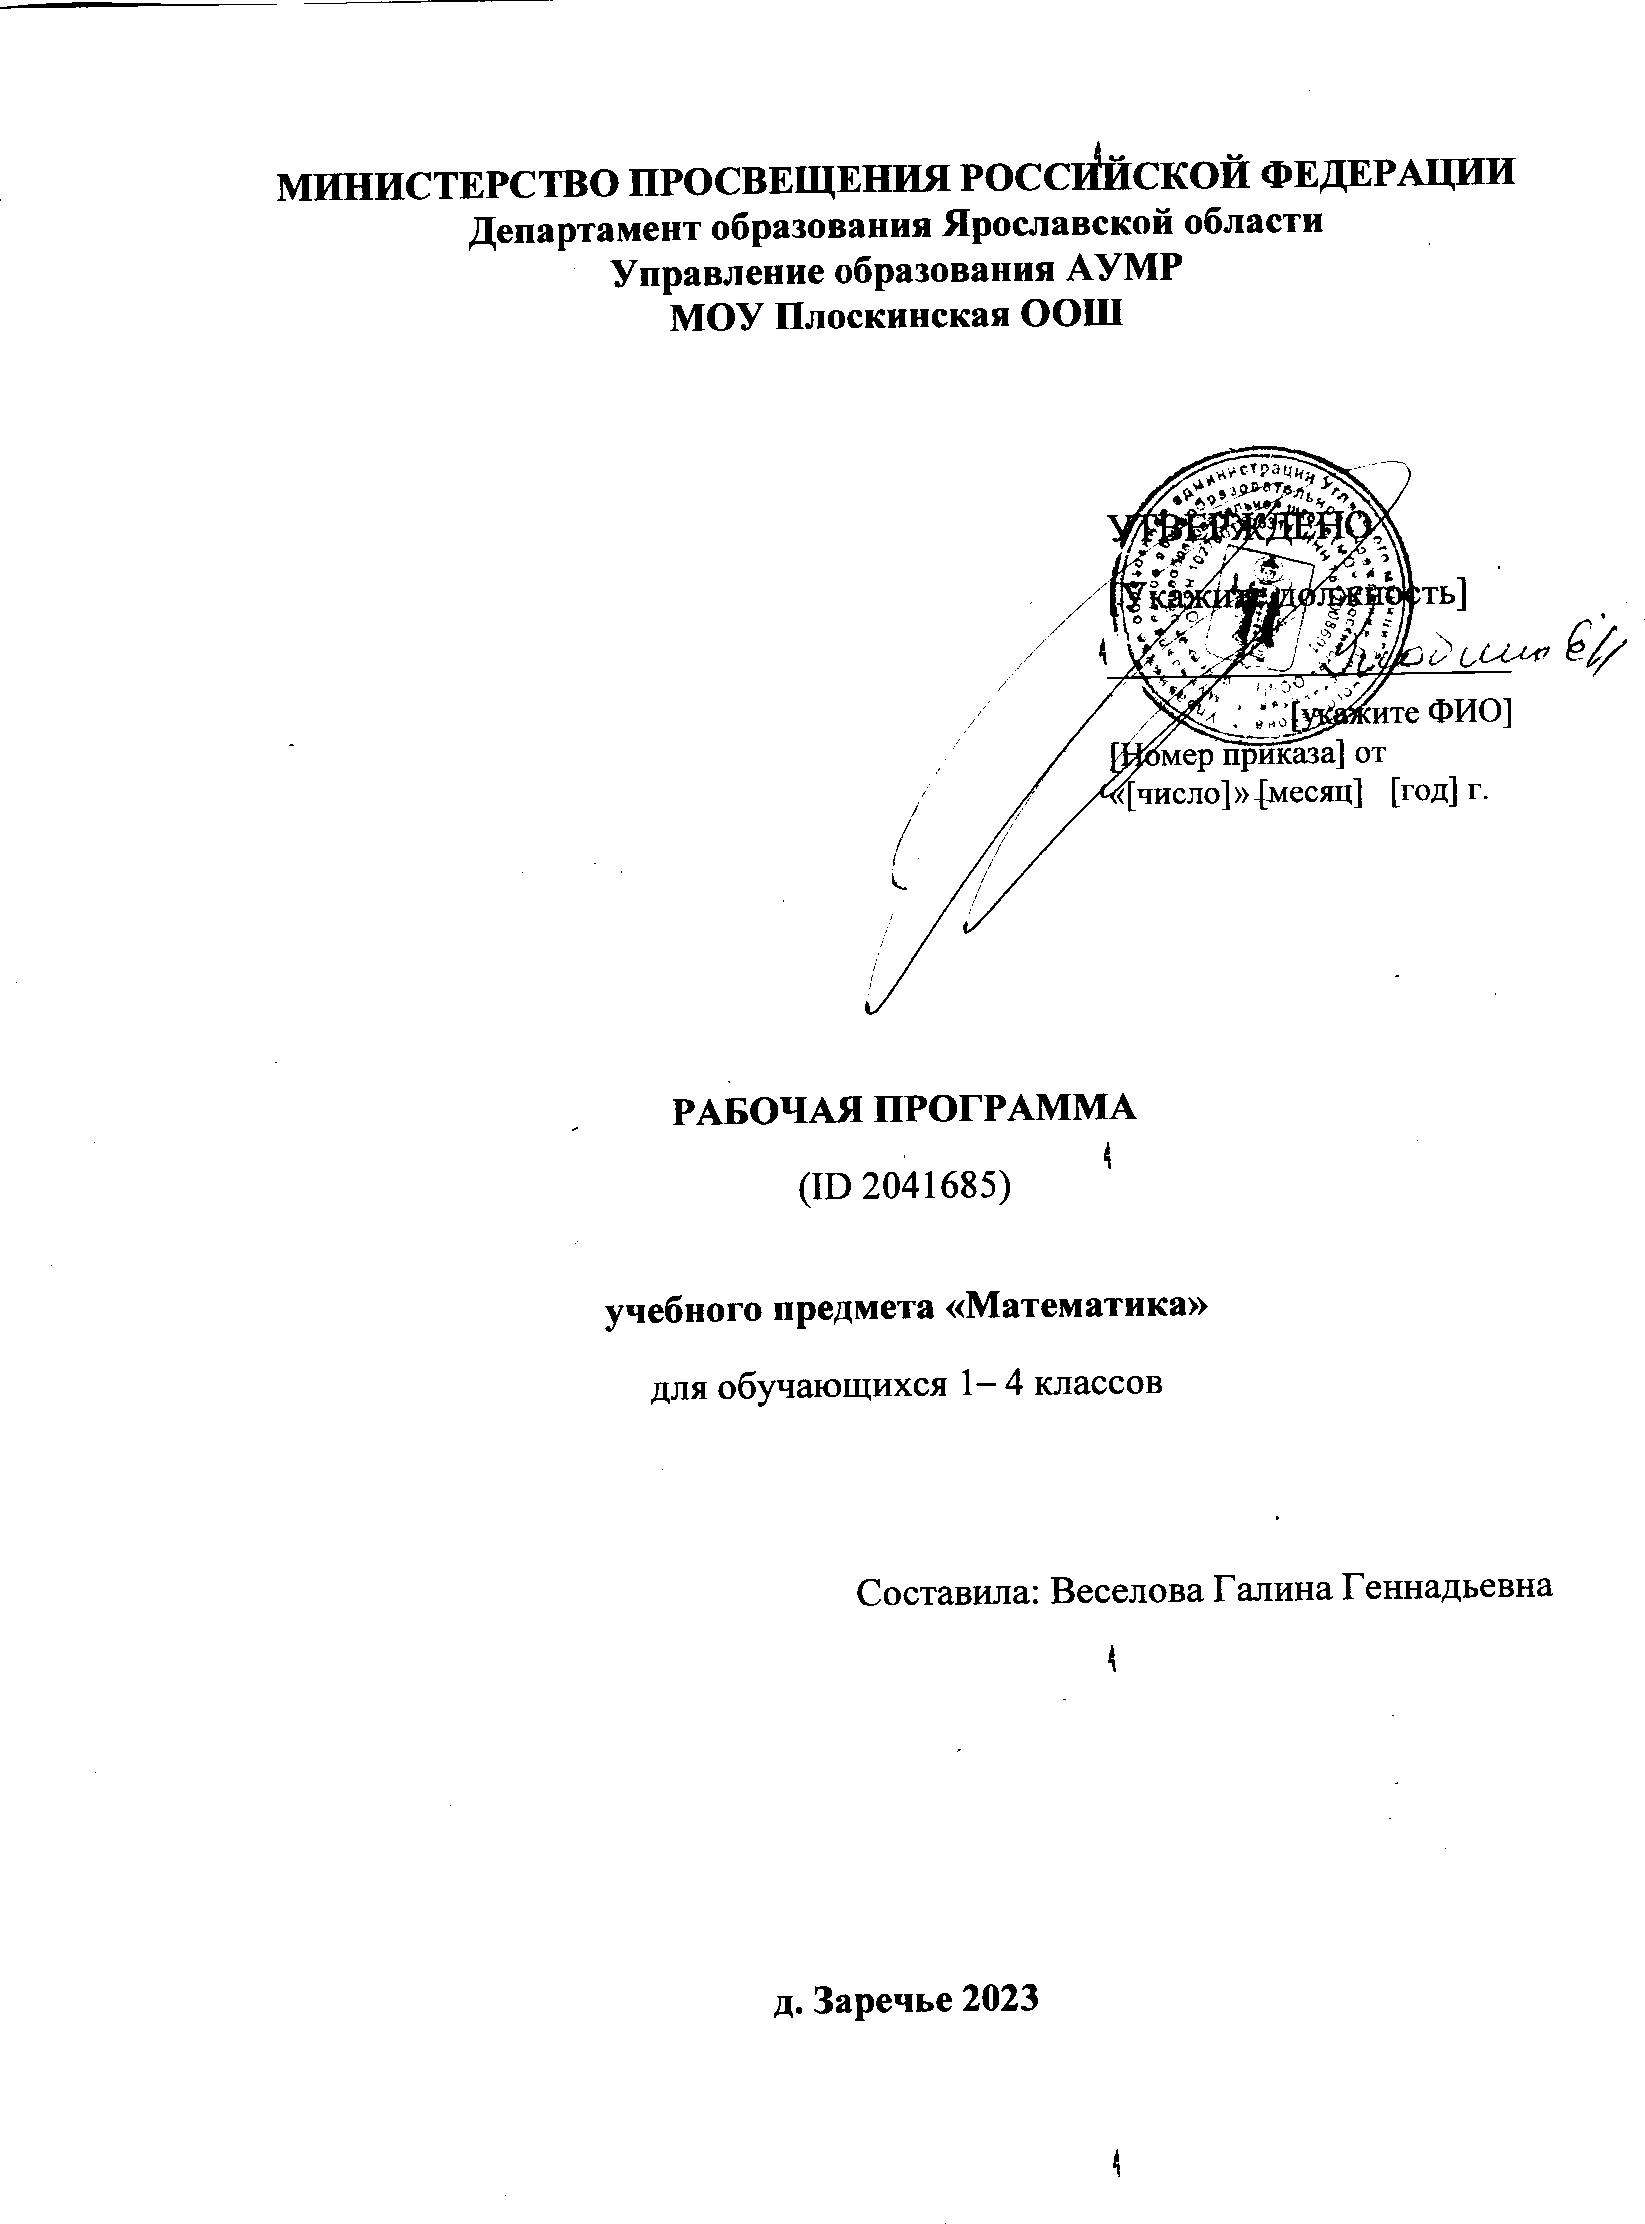 МИНИСТЕРСТВО ПРОСВЕЩЕНИЯ РОССИЙСКОЙ ФЕДЕРАЦИИ
Департамент образования Ярославской области
Управление образования АУМР
МОУ Плоскинская ООШ
УТВЕРЖДЕНО
[Укажите должность]
[укажите ФИО]
[Номер приказа] от
«[число]» [месяц] [год] г.
РАБОЧАЯ ПРОГРАММА
(ID 2041685)
учебного предмета «Математика»
для обучающихся 1– 4 классов
Составила: Веселова Галина Геннадьевна
д. Заречье 2023